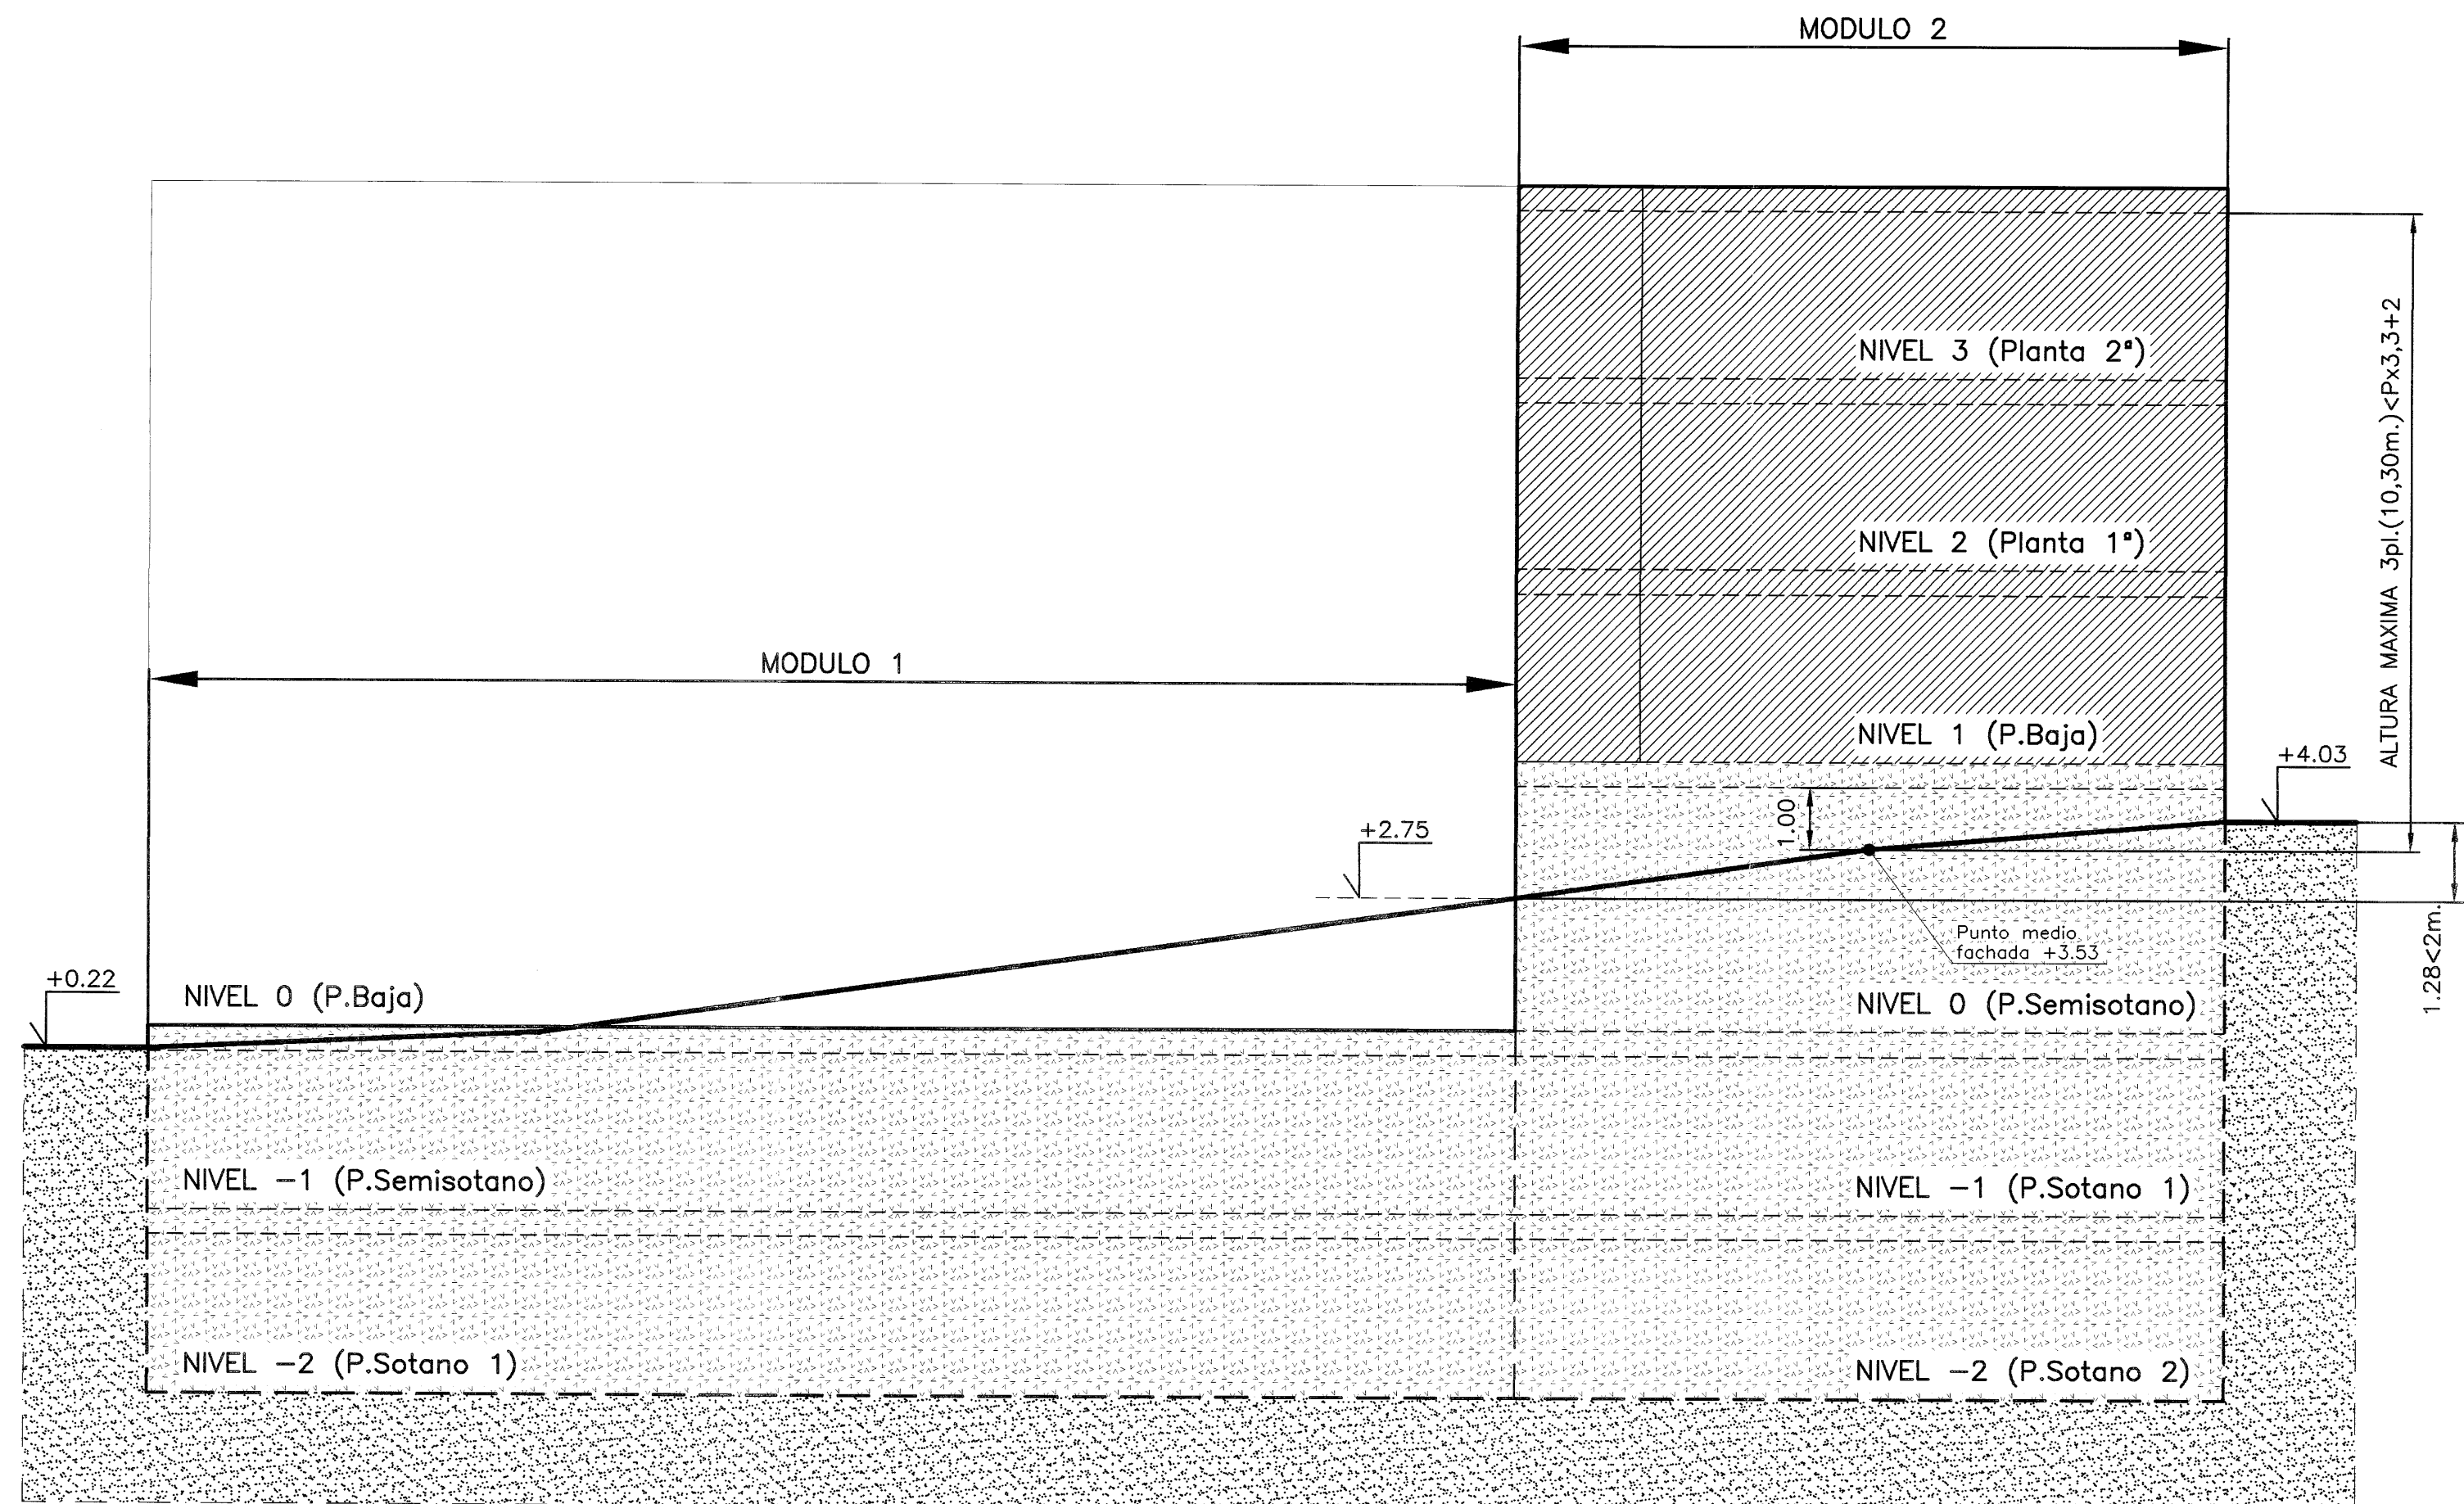 MODULO 2
NIVEL 3 (Planta 2ª)
ALTURA MAXIMA 3pl.(10,30m.)<Px3,3+2
NIVEL 2 (Planta 1ª)
MODULO 1
NIVEL 1 (P.Baja)
+4.03
1.00
+2.75
Punto medio
fachada +3.53
1.28<2m.
+0.22
NIVEL 0 (P.Baja)
NIVEL 0 (P.Semisotano)
NIVEL -1 (P.Semisotano)
NIVEL -1 (P.Sotano 1)
NIVEL -2 (P.Sotano 1)
NIVEL -2 (P.Sotano 2)